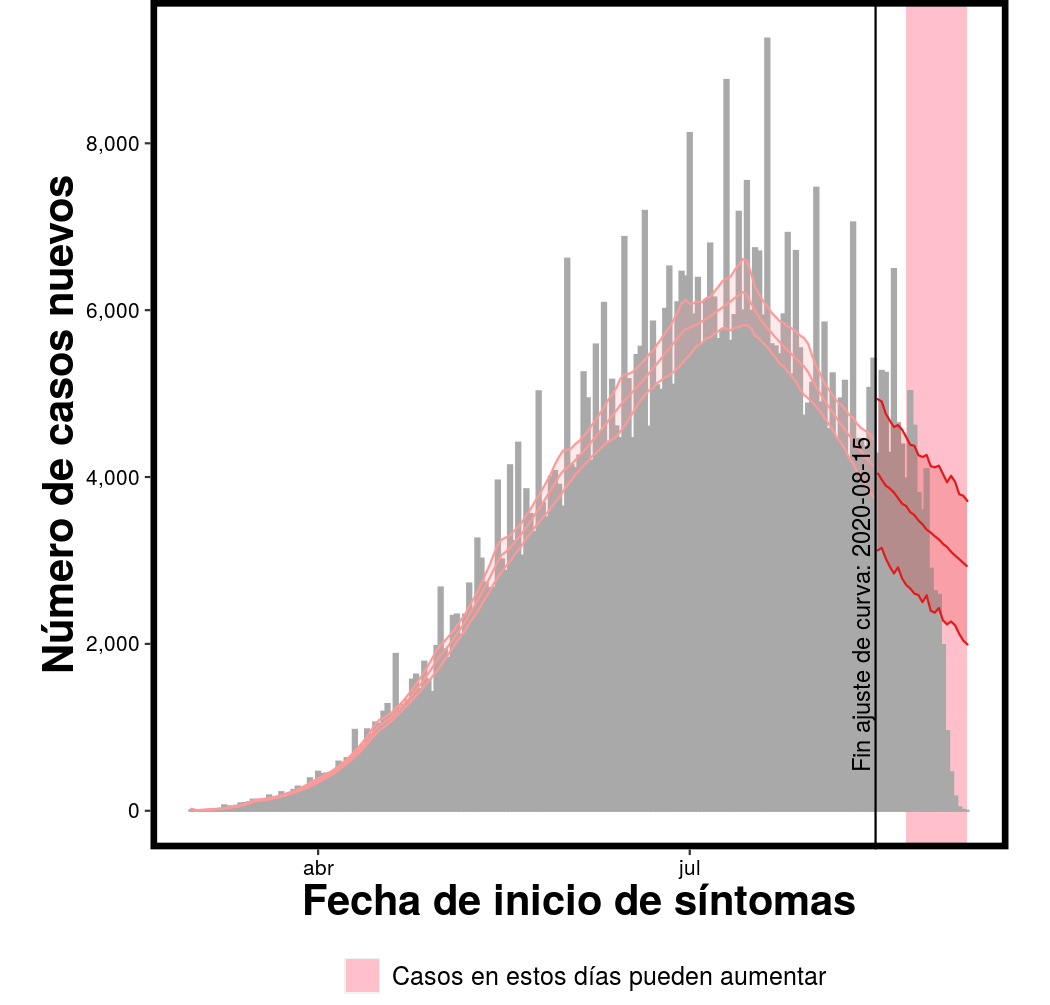 Número de casos nuevos
8,000
6,000
4,000
2,000
0
Fin ajuste de curva: 2020-08-15
abr
jul
Fecha de inicio de síntomas
Casos en estos días pueden aumentar